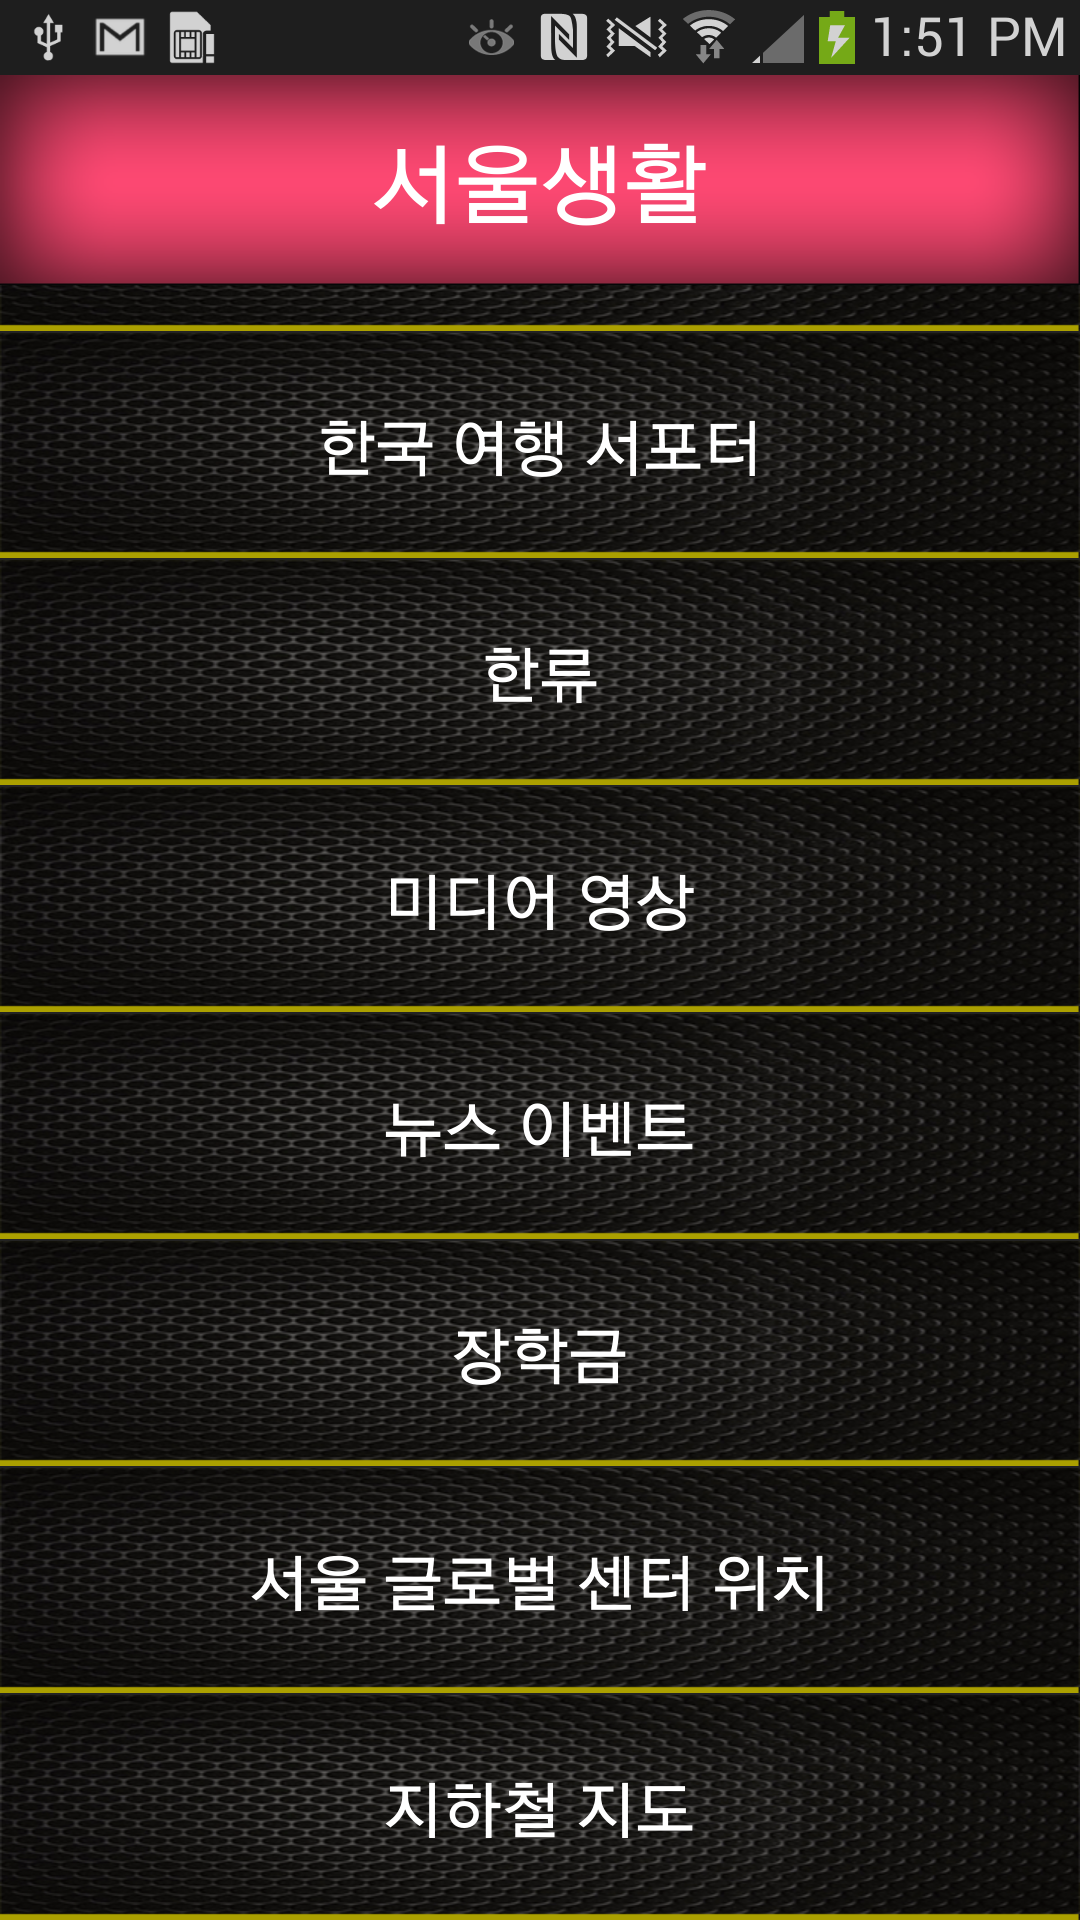 1:51 PM
서울생활
한국 여행 서포터
한류
미디어 영상
뉴스 이벤트
장학금
서울 글로벌 센터 위치
지하철 지도